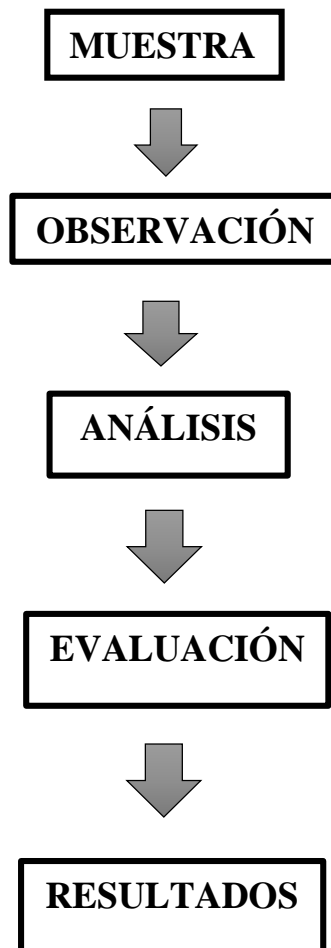 MUESTRA
OBSERVACIÓN
ANÁLISIS
EVALUACIÓN
RESULTADOS